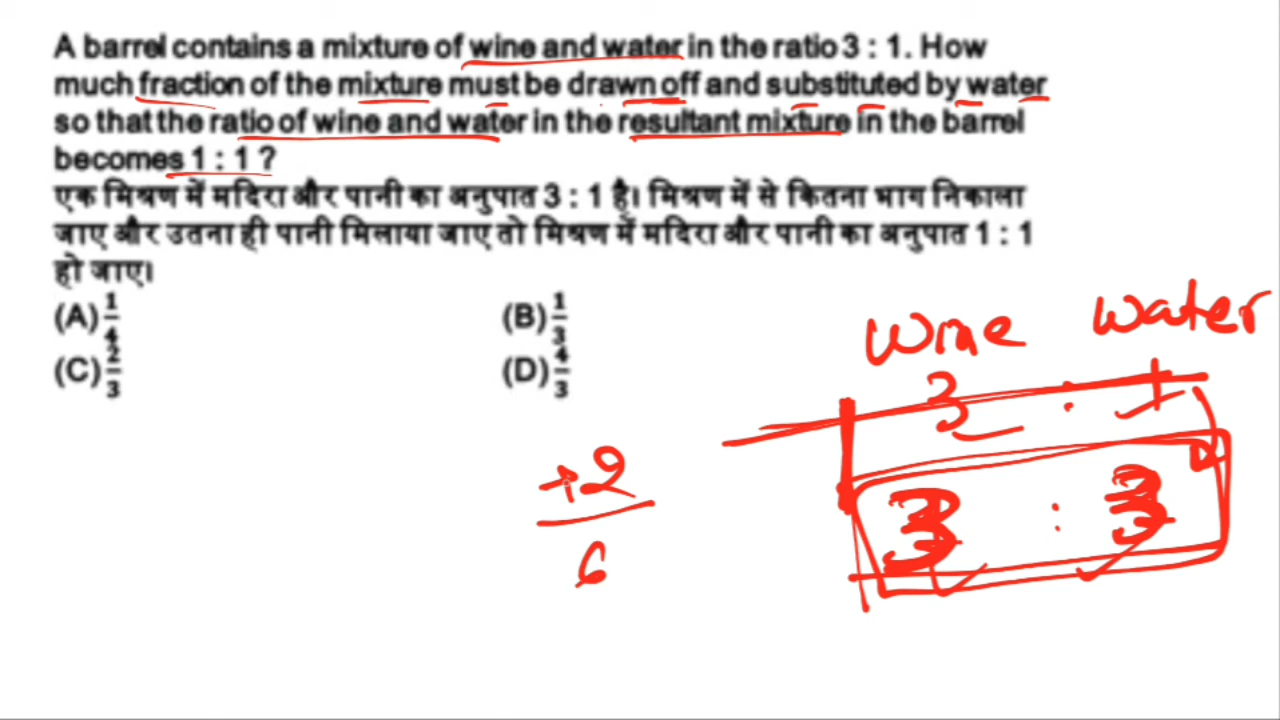 A barrel contains a mixture of wine and water in the ratio 3 : 1. How
much fraction of the mixture must be drawn off and substituted by water
so that the ratio of wine and water in the resultant mixture in the barrel
becomes 1 : 1 ?
एक मिश्रण में मदिरा और पानी का अनुपात 3 : 1 है। मिश्रण में से कितना भाग निकाला
जाए और उतना ही पानी मिलाया जाए तो मिश्रण में मदिरा और पानी का अनुपात 1 : 1
हो जाए।
(A) 1/4 (B) 1/3
(C) 2/3 (D) 4/3
wine water
3 : 1
3 : 3
+2
6